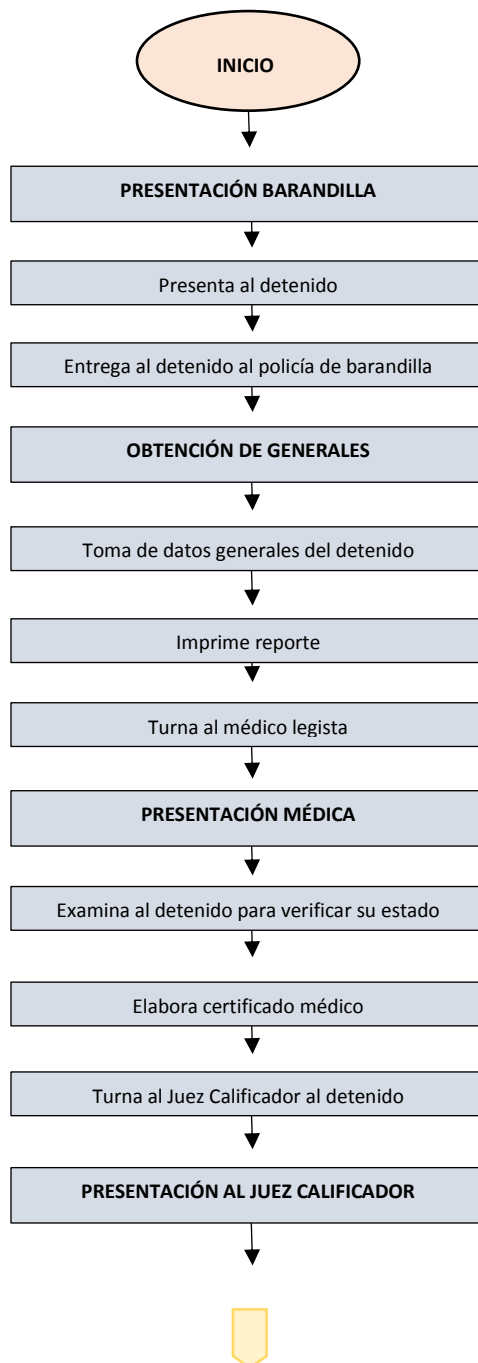 INICIO
PRESENTACIÓN BARANDILLA
Presenta al detenido
Entrega al detenido al policía de barandilla
OBTENCIÓN DE GENERALES
Toma de datos generales del detenido
Imprime reporte
Turna al médico legista
PRESENTACIÓN MÉDICA
Examina al detenido para verificar su estado
Elabora certificado médico
Turna al Juez Calificador al detenido
PRESENTACIÓN AL JUEZ CALIFICADOR